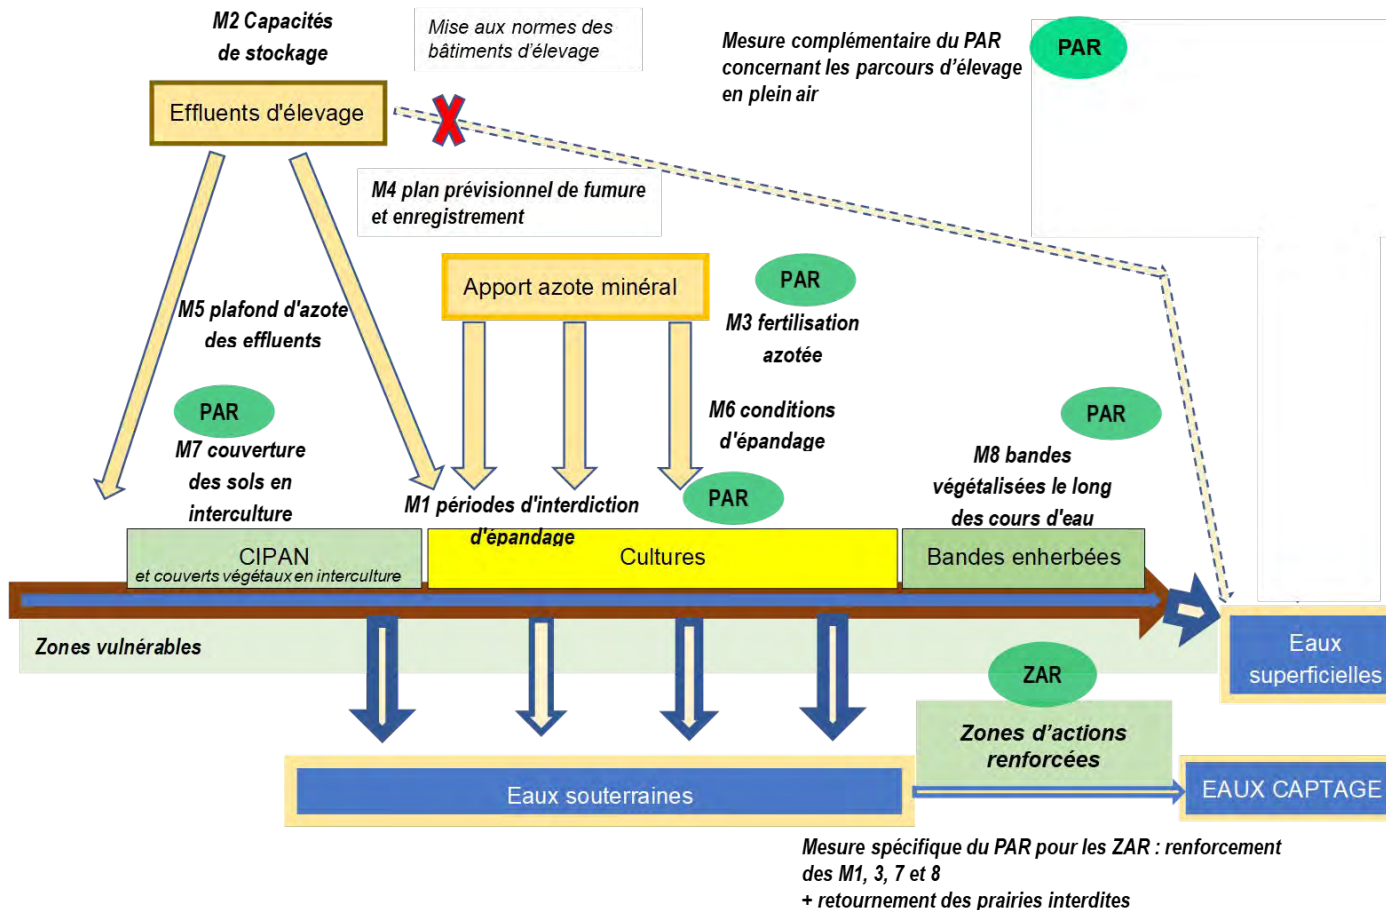 M2 Capacités
de stockage
Mise aux normes des
bâtiments d'élevage
Mesure complémentaire du PAR
concernant les parcours d'élevage
en plein air
PAR
Effluents d'élevage
M4 plan prévisionnel de fumure
et enregistrement
Apport azote minéral
PAR
M5 plafond d'azote
des effluents
M3 fertilisation
azotée
PAR
M7 couverture
des sols en
interculture
M6 conditions
d'épandage
PAR
M8 bandes
végétalisées le long
des cours d'eau
PAR
M1 périodes d'interdiction
d'épandage
CIPAN
et couverts végétaux en interculture
Cultures
Bandes enherbées
Zones vulnérables
Eaux
superficielles
ZAR
Zones d’actions
renforcées
Eaux souterraines
EAUX CAPTAGE
Mesure spécifique du PAR pour les ZAR : renforcement
des M1, 3, 7 et 8
+ retournement des prairies interdites